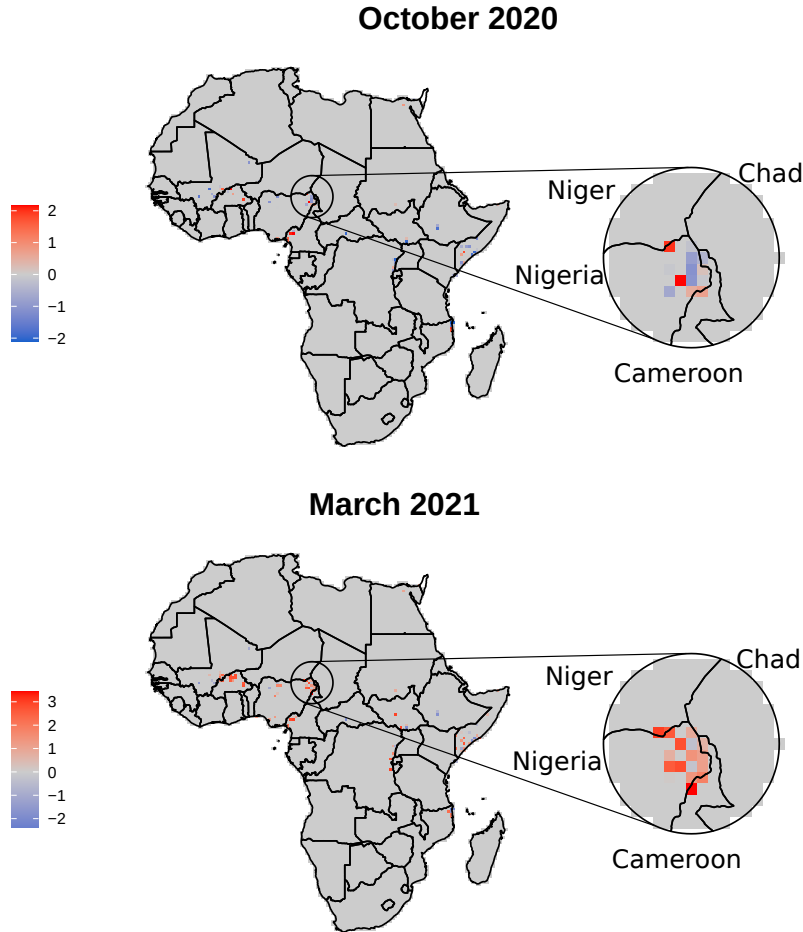 October 2020
Chad
Niger
2
1
0
−1
−2
Nigeria
Cameroon
March 2021
Chad
Niger
3
2
1
0
−1
−2
Nigeria
Cameroon